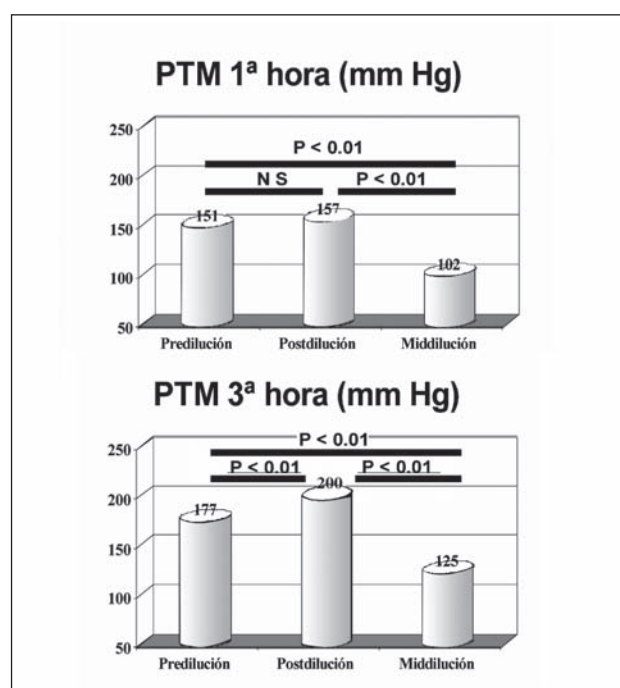 PTM 1ª hora (mm Hg)
250
200
150
100
50
P < 0.01
N S
P < 0.01
151
157
102
Predilución
Postdilución
Middilución
PTM 3ª hora (mm Hg)
250
200
150
100
50
P < 0.01
P < 0.01
P < 0.01
177
200
125
Predilución
Postdilución
Middilución